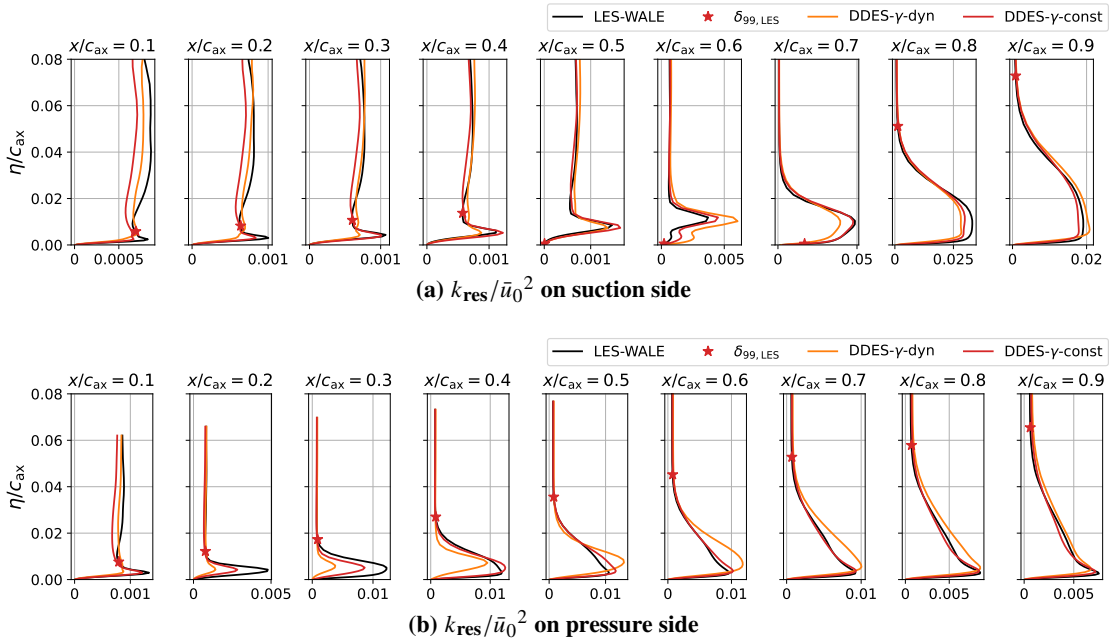 LES-WALE δ99,LES DDES-γ-dyn DDES-γ-const
x/cax = 0.1 x/cax = 0.2 x/cax = 0.3 x/cax = 0.4 x/cax = 0.5 x/cax = 0.6 x/cax = 0.7 x/cax = 0.8 x/cax = 0.9
0.08
0.06
0.04
0.02
0.00
η/cax
0 0.0005 0 0.001 0 0.001 0 0.001 0 0.001 0 0.005 0 0.05 0 0.025 0 0.02
(a) kres/ū0² on suction side
LES-WALE δ99,LES DDES-γ-dyn DDES-γ-const
x/cax = 0.1 x/cax = 0.2 x/cax = 0.3 x/cax = 0.4 x/cax = 0.5 x/cax = 0.6 x/cax = 0.7 x/cax = 0.8 x/cax = 0.9
0.08
0.06
0.04
0.02
0.00
η/cax
0 0.001 0 0.005 0 0.01 0 0.01 0 0.01 0 0.01 0 0.01 0 0.005 0 0.005
(b) kres/ū0² on pressure side